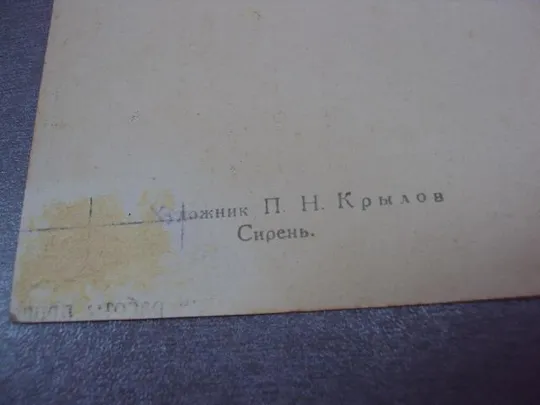 Художник П. Н. Крылов
Сирень.